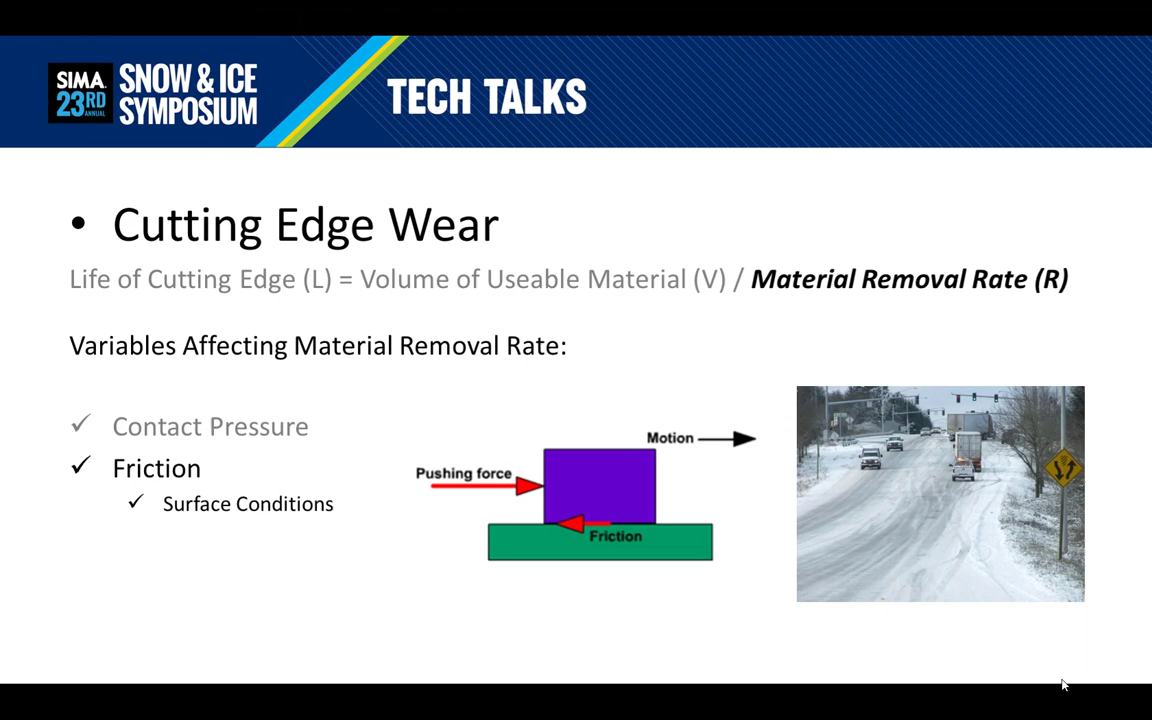 SIMA
23RD
ANNUAL
SNOW & ICE
SYMPOSIUM
TECH TALKS
• Cutting Edge Wear
Life of Cutting Edge (L) = Volume of Useable Material (V) / Material Removal Rate (R)
Variables Affecting Material Removal Rate:
✓ Contact Pressure
✓ Friction
✓ Surface Conditions
Motion
Pushing force
Friction